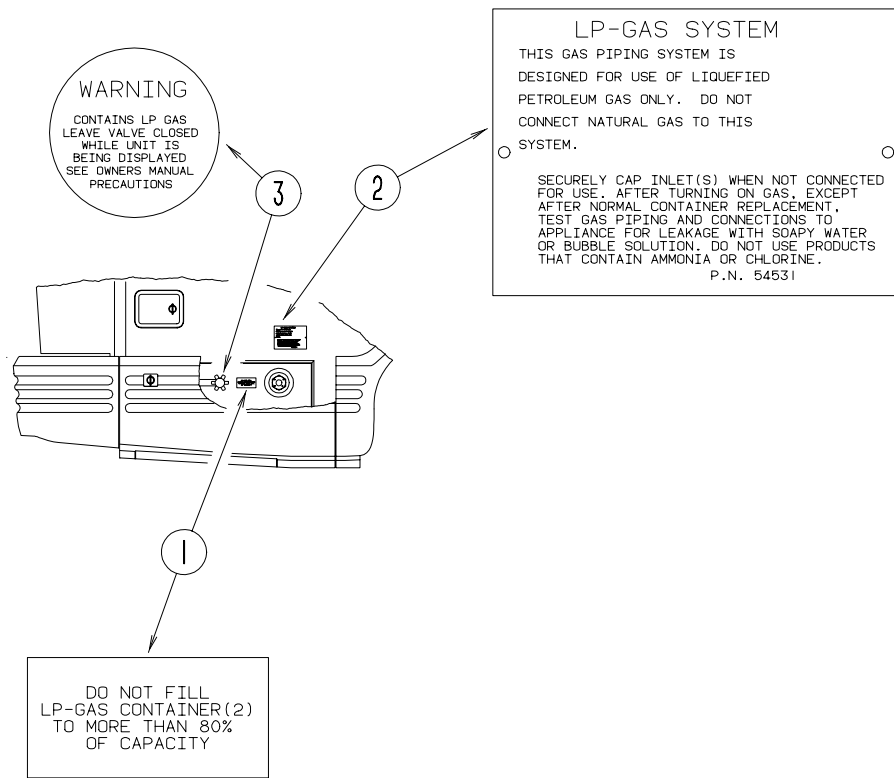 LP-GAS SYSTEM
THIS GAS PIPING SYSTEM IS
DESIGNED FOR USE OF LIQUEFIED
PETROLEUM GAS ONLY. DO NOT
CONNECT NATURAL GAS TO THIS
SYSTEM.
SECURELY CAP INLET(S) WHEN NOT CONNECTED
FOR USE. AFTER TURNING ON GAS, EXCEPT
AFTER NORMAL CONTAINER REPLACEMENT,
TEST GAS PIPING AND CONNECTIONS TO
APPLIANCE FOR LEAKAGE WITH SOAPY WATER
OR BUBBLE SOLUTION. DO NOT USE PRODUCTS
THAT CONTAIN AMMONIA OR CHLORINE.
P.N. 54531
WARNING
CONTAINS LP GAS
LEAVE VALVE CLOSED
WHILE UNIT IS
BEING DISPLAYED
SEE OWNERS MANUAL
PRECAUTIONS
3
2
1
DO NOT FILL
LP-GAS CONTAINER(2)
TO MORE THAN 80%
OF CAPACITY